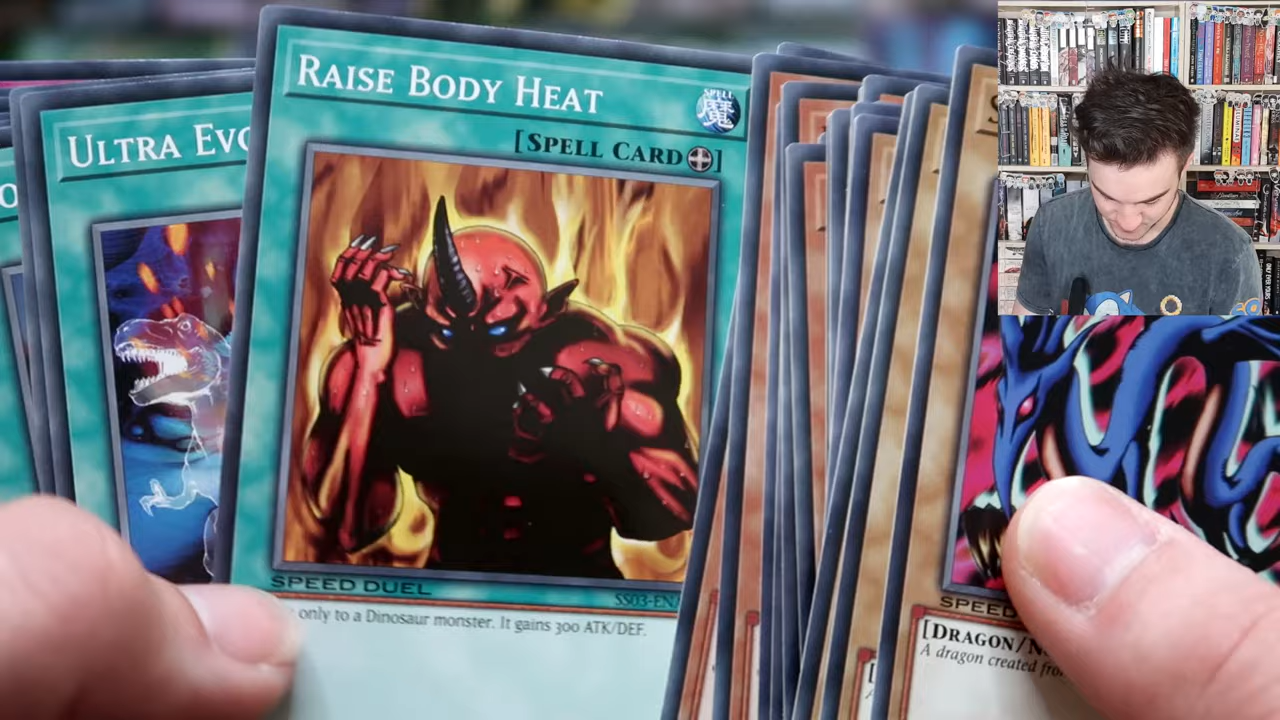 ULTRA EVO
RAISE BODY HEAT
SPELL
魔
[SPELL CARD]
SPEED DUEL
SS03-EN
only to a Dinosaur monster. It gains 300 ATK/DEF.
SPEED
[DRAGON/N
A dragon created from